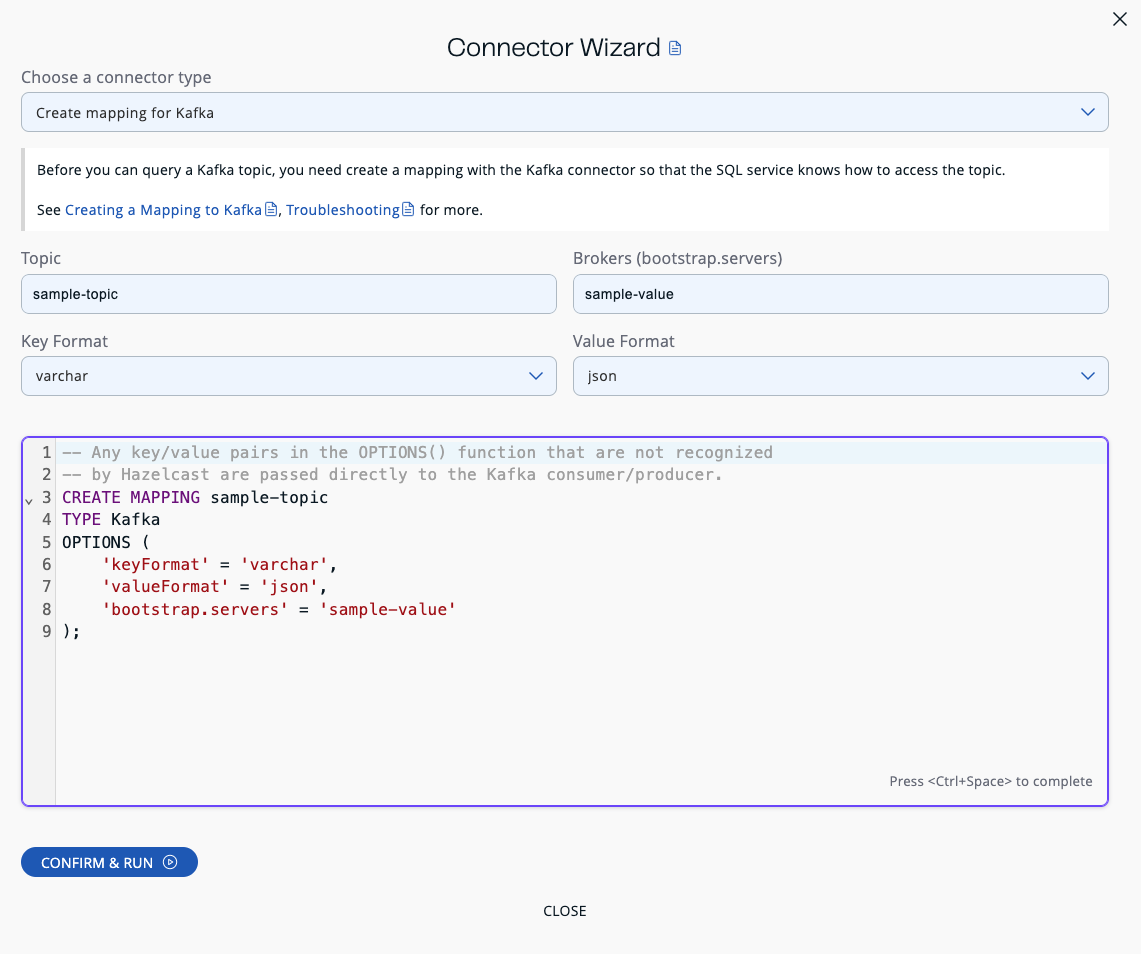 Connector Wizard
Choose a connector type
Create mapping for Kafka
Before you can query a Kafka topic, you need create a mapping with the Kafka connector so that the SQL service knows how to access the topic.
See Creating a Mapping to Kafka, Troubleshooting for more.
Topic
Brokers (bootstrap.servers)
sample-topic
sample-value
Key Format
Value Format
varchar
json
1 -- Any key/value pairs in the OPTIONS() function that are not recognized
2 -- by Hazelcast are passed directly to the Kafka consumer/producer.
3 CREATE MAPPING sample-topic
4 TYPE Kafka
5 OPTIONS (
6     'keyFormat' = 'varchar',
7     'valueFormat' = 'json',
8     'bootstrap.servers' = 'sample-value'
9 );
Press <Ctrl+Space> to complete
CONFIRM & RUN
CLOSE